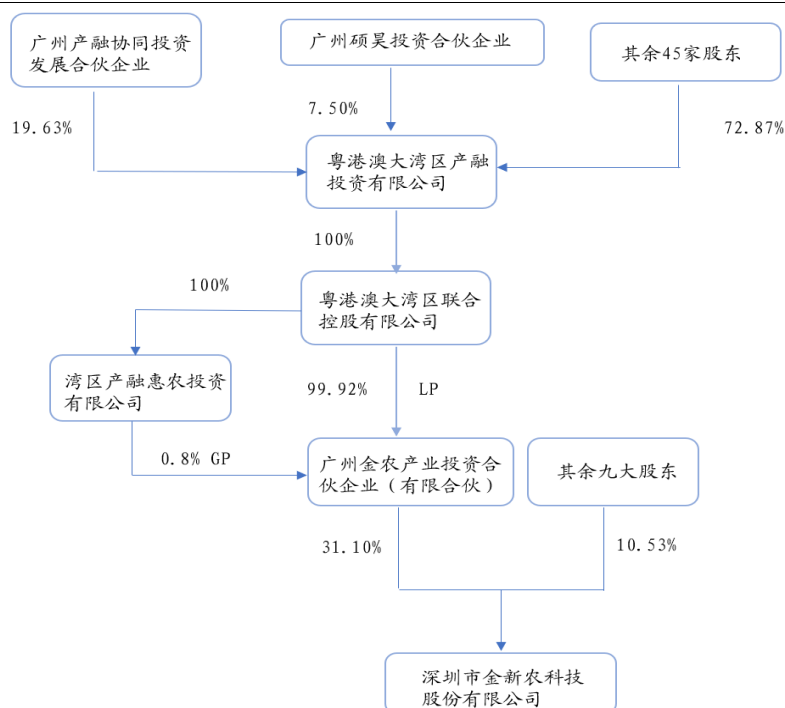 广州产融协同投资
发展合伙企业
广州硕昊投资合伙企业
其余45家股东
19.63%
7.50%
72.87%
粤港澳大湾区产融
投资有限公司
100%
粤港澳大湾区联合
控股有限公司
100%
湾区产融惠农投资
有限公司
99.92%
LP
0.8% GP
广州金农产业投资合
伙企业（有限合伙）
其余九大股东
31.10%
10.53%
深圳市金新农科技
股份有限公司